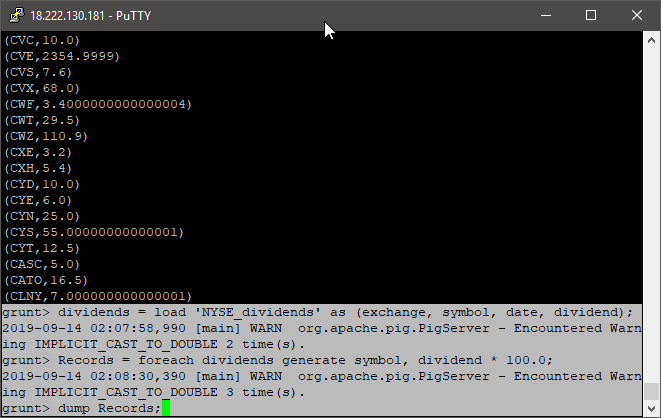 18.222.130.181 - PuTTY
(CVC,10.0)
(CVE,2354.9999)
(CVS,7.6)
(CVX,68.0)
(CWF,3.4000000000000004)
(CWT,29.5)
(CWZ,110.9)
(CXE,3.2)
(CXH,5.4)
(CYD,10.0)
(CYE,6.0)
(CYN,25.0)
(CYS,55.00000000000001)
(CYT,12.5)
(CASC,5.0)
(CATO,16.5)
(CLNY,7.000000000000001)
grunt> dividends = load 'NYSE_dividends' as (exchange, symbol, date, dividend);
2019-09-14 02:07:58,990 [main] WARN  org.apache.pig.PigServer - Encountered Warn
ing IMPLICIT_CAST_TO_DOUBLE 2 time(s).
grunt> Records = foreach dividends generate symbol, dividend * 100.0;
2019-09-14 02:08:30,390 [main] WARN  org.apache.pig.PigServer - Encountered Warn
ing IMPLICIT_CAST_TO_DOUBLE 3 time(s).
grunt> dump Records;